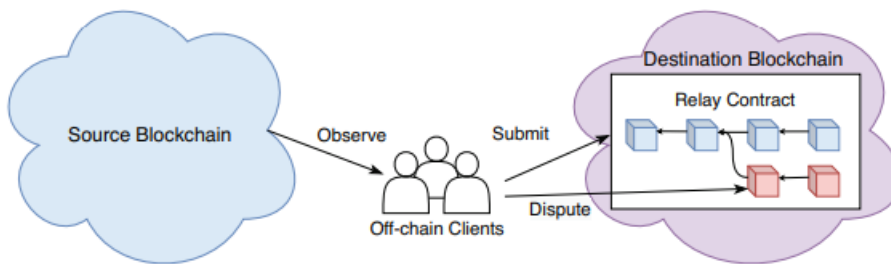 Destination Blockchain
Relay Contract
Source Blockchain
Observe
Submit
Dispute
Off-chain Clients